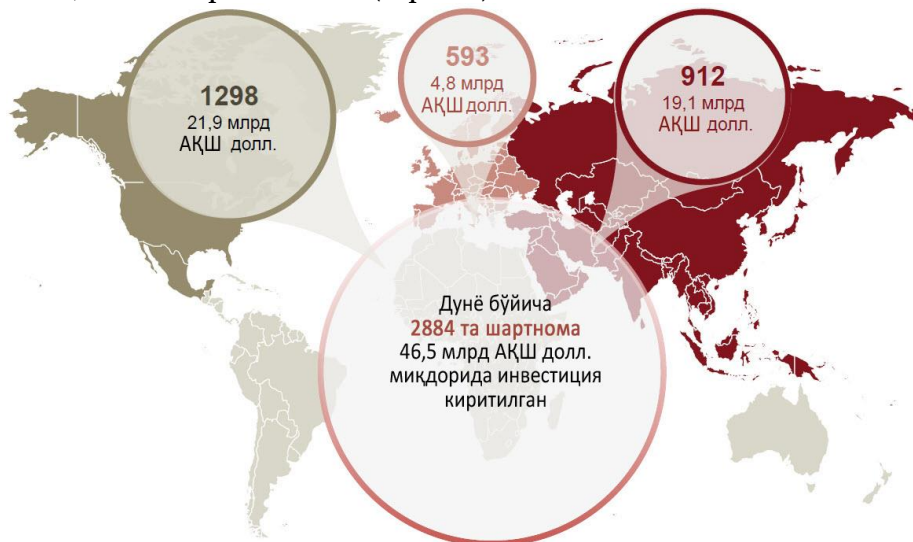 1298
21,9 млрд
АҚШ долл.
593
4,8 млрд
АҚШ долл.
912
19,1 млрд
АҚШ долл.
Дунё бўйича
2884 та шартнома
46,5 млрд АҚШ долл.
миқдорида инвестиция
киритилган